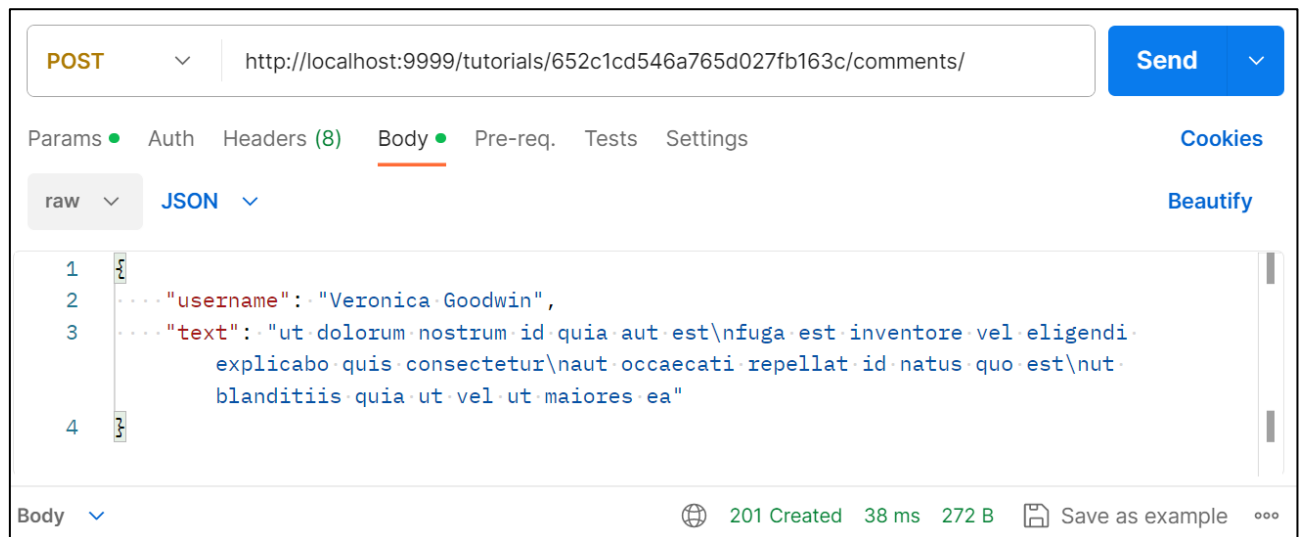 POST http://localhost:9999/tutorials/652c1cd546a765d027fb163c/comments/ Send
Params Auth Headers (8) Body Pre-req. Tests Settings Cookies
raw JSON Beautify
1 {
2 "username": "Veronica Goodwin",
3 "text": "ut dolorum nostrum id quia aut est\nfuga est inventore vel eligendi
explicabo quis consectetur\naut occaecati repellat id natus quo est\nut
blanditiis quia ut vel ut maiores ea"
4 }
Body 201 Created 38 ms 272 B Save as example